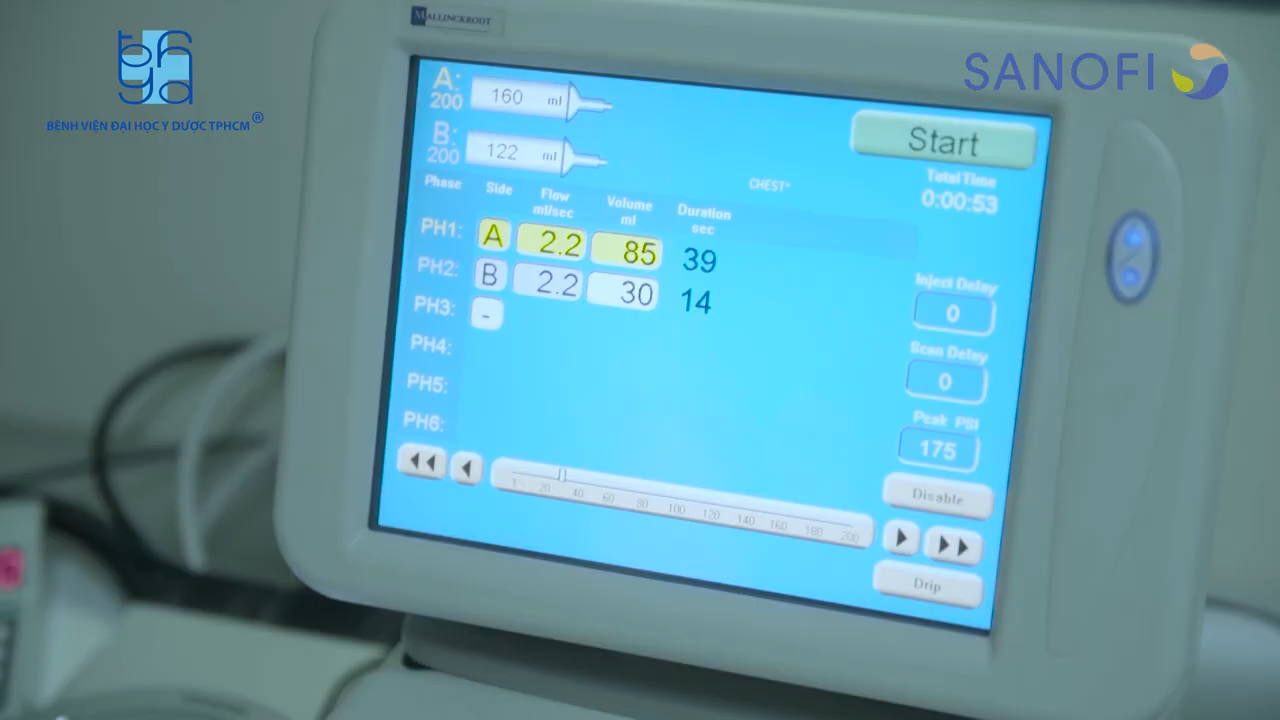 MALLINCKRODT
bh
yd
BỆNH VIỆN ĐẠI HỌC Y DƯỢC TPHCM®
SANOFI
A: 200 160 ml
B: 200 122 ml
Start
CHEST*
Total Time
0:00:53
Phase Side Flow ml/sec Volume ml Duration sec
PH1: A 2.2 85 39
PH2: B 2.2 30 14
PH3: -
PH4:
PH5:
PH6:
Inject Delay
0
Scan Delay
0
Peak PSI
175
Disable
1 20 40 60 80 100 120 140 160 180 200
Drip